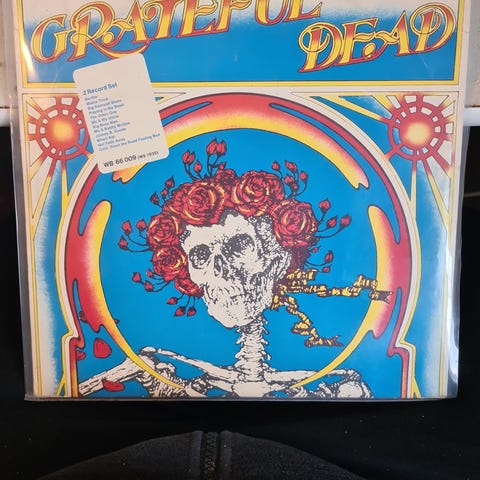 GRATEFUL DEAD
2 Record Set
Bertha
Mama Tried
Big Railroad Blues
Playing in the Band
The Other One
Me & My Uncle
Big Boss Man
Me & Bobby McGee
Johnny B. Goode
Wharf Rat
Not Fade Away
Goin' Down the Road Feeling Bad
WB 66 009 (WS 1935)